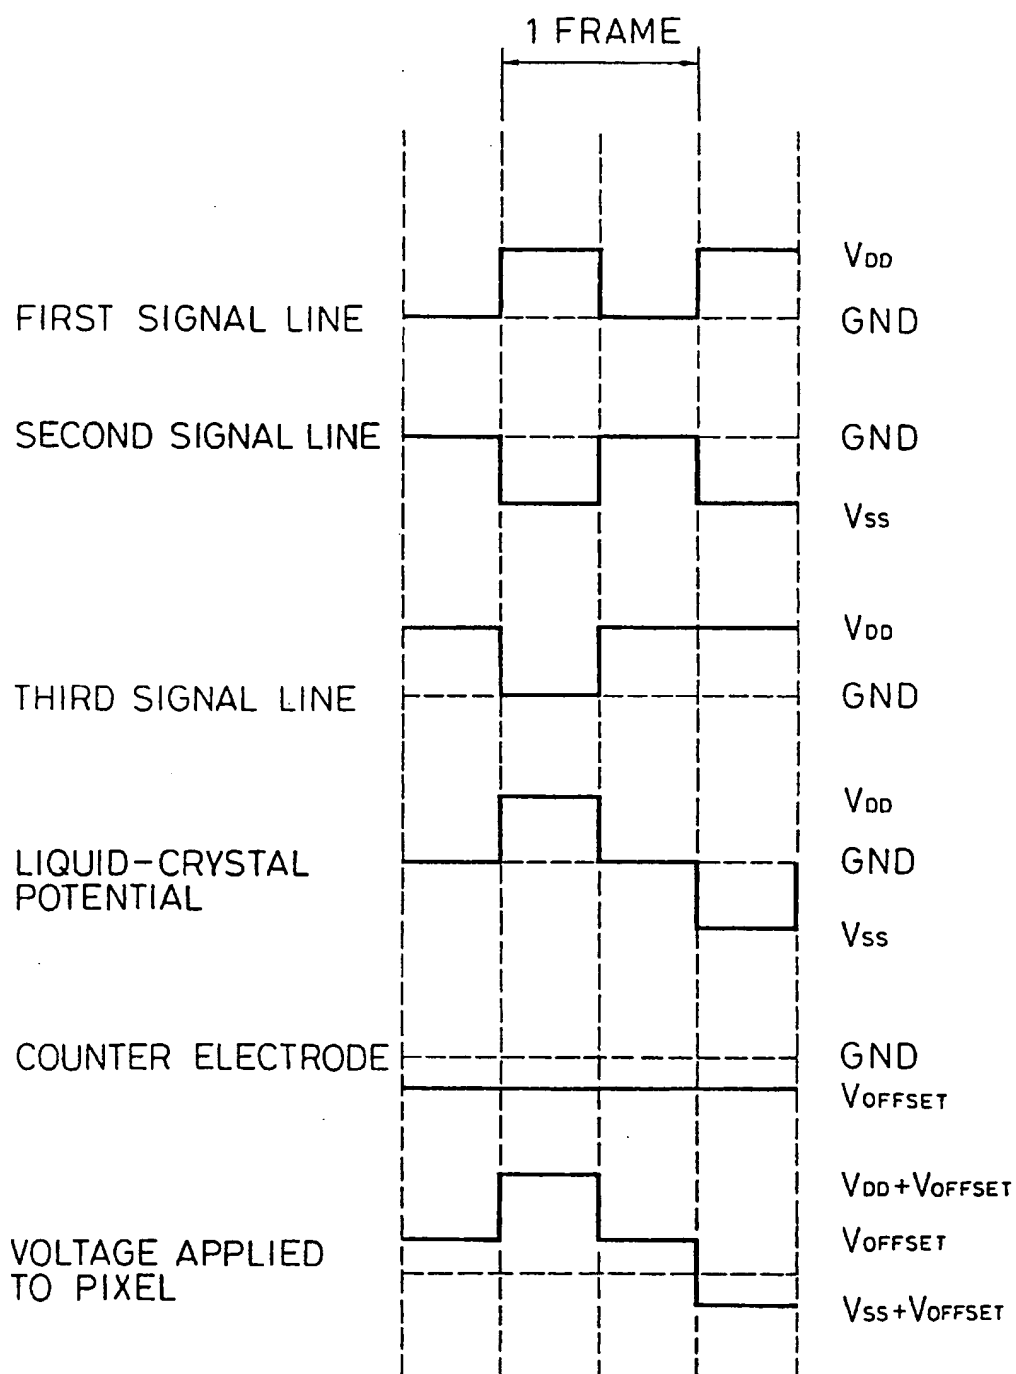 1 FRAME
VDD
FIRST SIGNAL LINE GND
SECOND SIGNAL LINE GND
VSS
VDD
THIRD SIGNAL LINE GND
VDD
LIQUID-CRYSTAL GND
POTENTIAL
VSS
COUNTER ELECTRODE GND
VOFFSET
VDD+VOFFSET
VOLTAGE APPLIED VOFFSET
TO PIXEL
VSS+VOFFSET